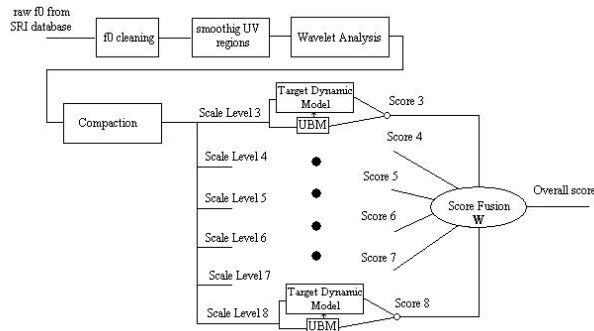 raw f0 from
SRI database
f0 cleaning
smoothig UV
regions
Wavelet Analysis
Compaction
Scale Level 3
Target Dynamic
Model
UBM
Score 3
Scale Level 4
Score 4
Scale Level 5
Score 5
Scale Level 6
Score 6
Scale Level 7
Score 7
Score Fusion
W
Overall score
Scale Level 8
Target Dynamic
Model
UBM
Score 8